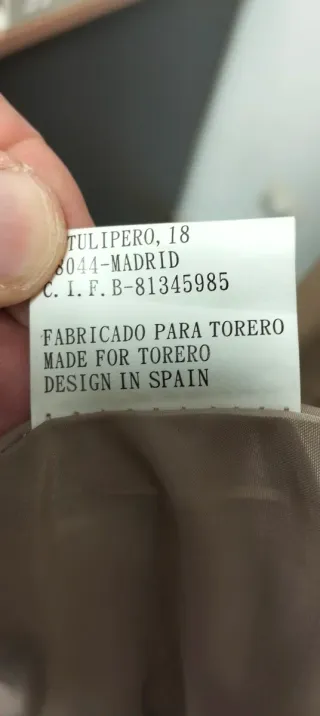 TULIPERO, 18
8044-MADRID
C. I. F. B-81345985
FABRICADO PARA TORERO
MADE FOR TORERO
DESIGN IN SPAIN